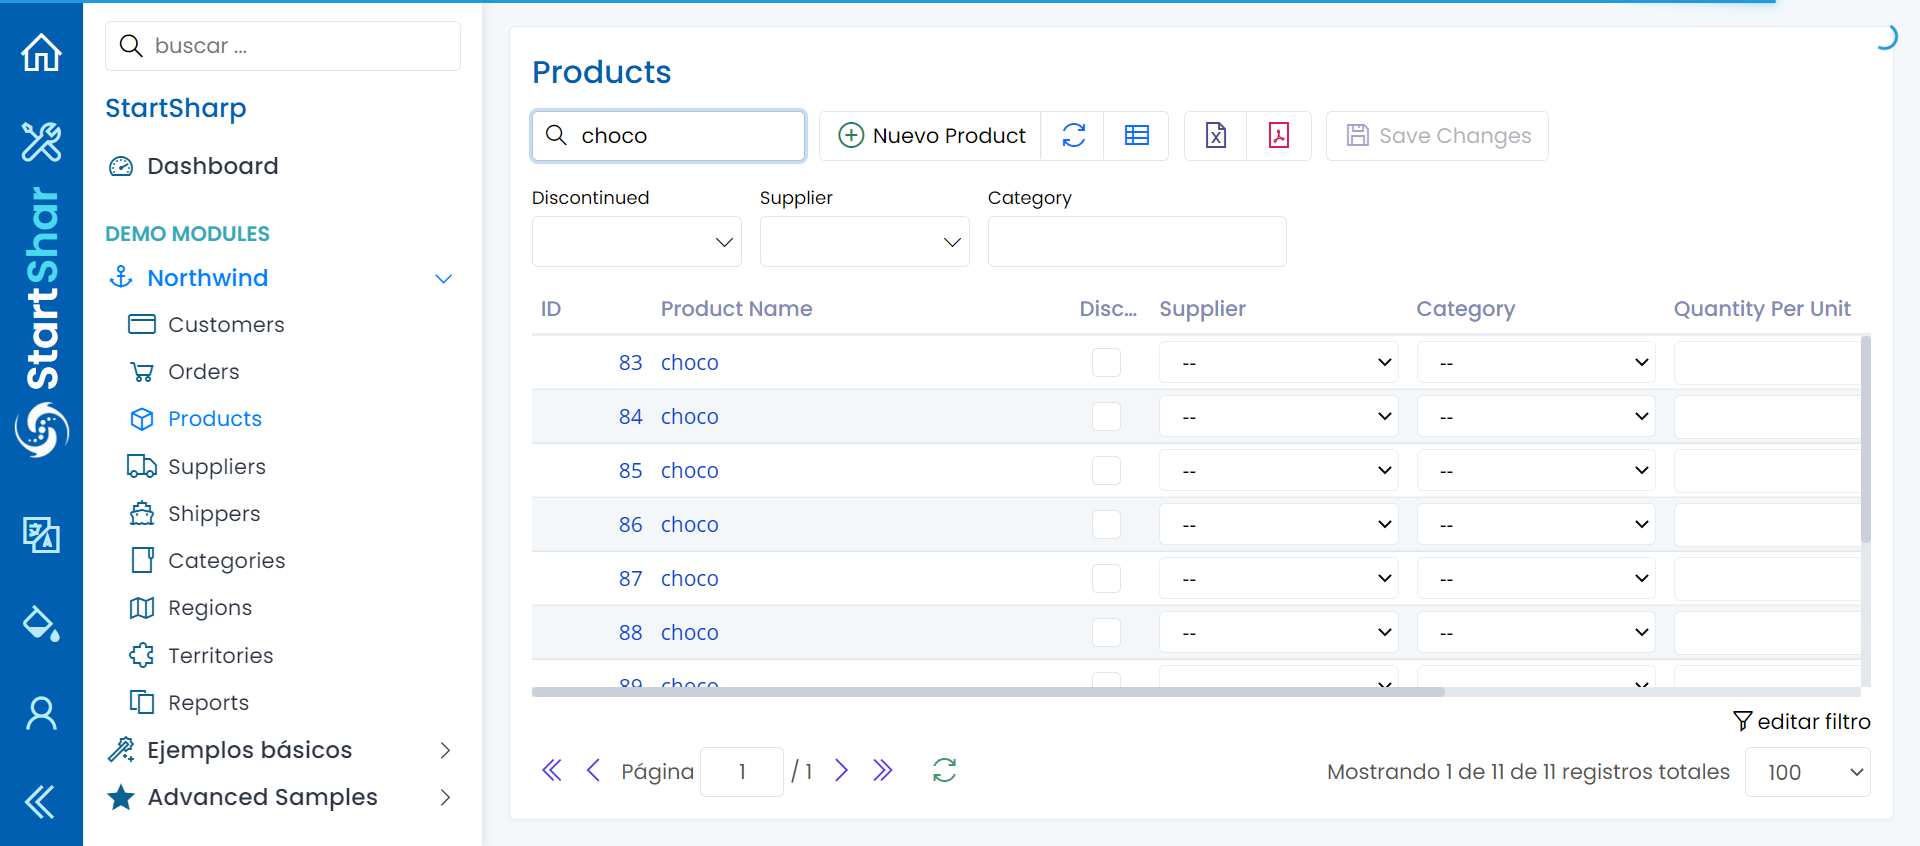 buscar ...
StartSharp
Dashboard
DEMO MODULES
Northwind
Customers
Orders
Products
Suppliers
Shippers
Categories
Regions
Territories
Reports
Ejemplos básicos
Advanced Samples
StartShar
Products
choco
Nuevo Product
Save Changes
Discontinued Supplier Category
ID Product Name Disc... Supplier Category Quantity Per Unit
83 choco -- --
84 choco -- --
85 choco -- --
86 choco -- --
87 choco -- --
88 choco -- --
89 choco
editar filtro
Página 1 / 1
Mostrando 1 de 11 de 11 registros totales 100